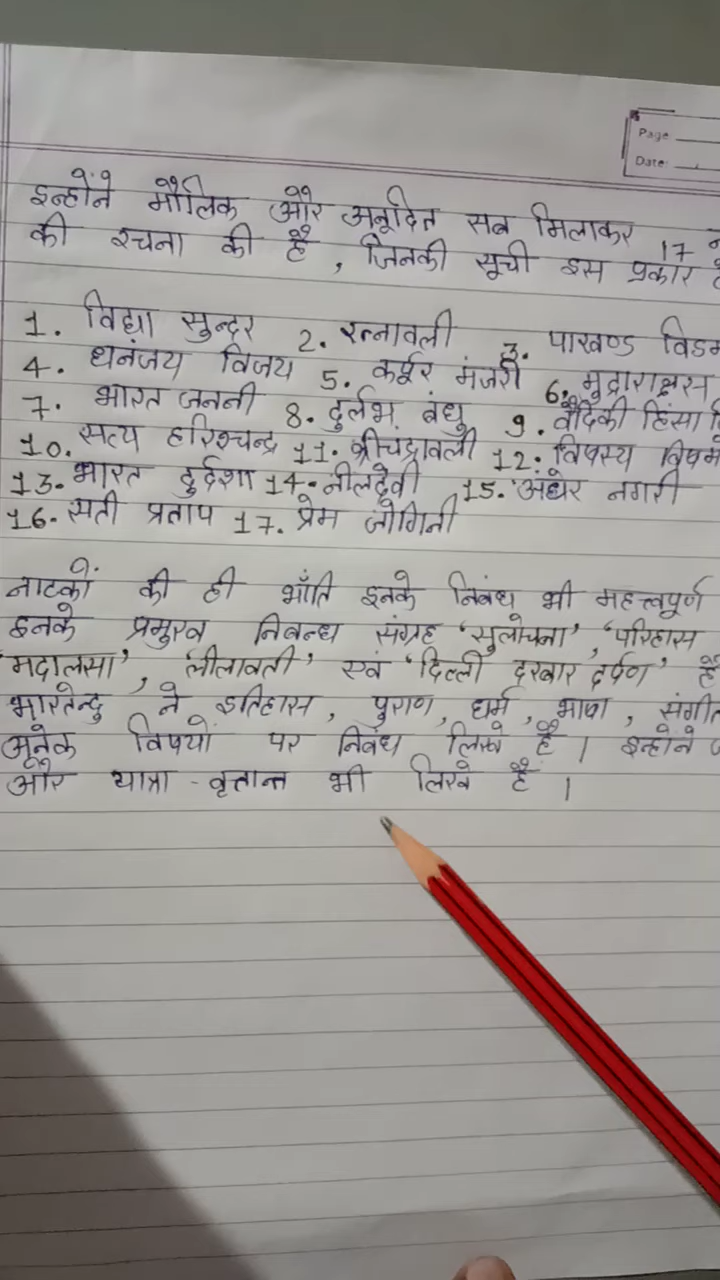 Page
Date:
इन्होंने मौलिक और अनूदित सब मिलाकर 17
की रचना की है , जिनकी सूची इस प्रकार
1. विद्या सुन्दर 2. रत्नावली 3. पाखण्ड
4. धनंजय विजय 5. कर्पूर मंजरी 6. मुद्राराक्षस
7. भारत जननी 8. दुर्लभ बंधु 9. वैदिकी हिंसा
10. सत्य हरिश्चन्द्र 11. श्रीचद्रावली 12. विषस्य
13. भारत दुर्दशा 14. नीलदेवी 15. अंधेर नगरी
16. सती प्रताप 17. प्रेम जोगिनी
नाटकों की ही भाँति इनके निबंध भी महत्त्वपूर्ण
इनके प्रमुख निबन्ध संग्रह 'सुलोचना', 'परिहास
'मदालसा', 'लीलावती' एवं 'दिल्ली दरबार दर्पण' है
भारतेन्दु ने इतिहास, पुराण, धर्म, भाषा, संगीत
अनेक विषयों पर निबंध लिखे है । इन्होने
और यात्रा - वृत्तान्त भी लिखे है ।